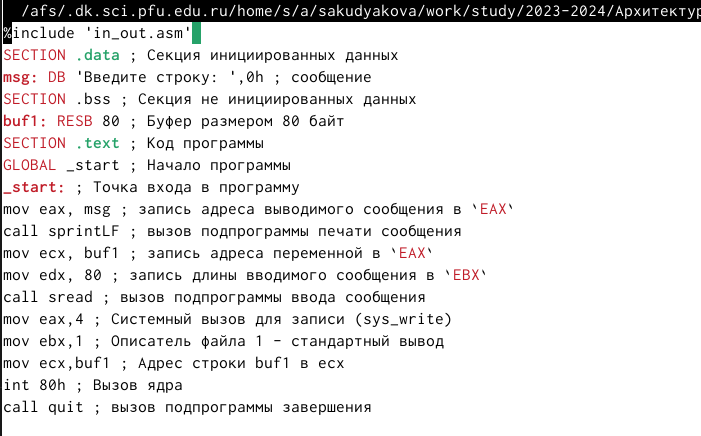 /afs/.dk.sci.pfu.edu.ru/home/s/a/sakudyakova/work/study/2023-2024/Архитектур
%include 'in_out.asm'
SECTION .data ; Секция инициированных данных
msg: DB 'Введите строку: ',0h ; сообщение
SECTION .bss ; Секция не инициированных данных
buf1: RESB 80 ; Буфер размером 80 байт
SECTION .text ; Код программы
GLOBAL _start ; Начало программы
_start: ; Точка входа в программу
mov eax, msg ; запись адреса выводимого сообщения в `EAX`
call sprintLF ; вызов подпрограммы печати сообщения
mov ecx, buf1 ; запись адреса переменной в `EAX`
mov edx, 80 ; запись длины вводимого сообщения в `EBX`
call sread ; вызов подпрограммы ввода сообщения
mov eax,4 ; Системный вызов для записи (sys_write)
mov ebx,1 ; Описатель файла 1 - стандартный вывод
mov ecx,buf1 ; Адрес строки buf1 в ecx
int 80h ; Вызов ядра
call quit ; вызов подпрограммы завершения